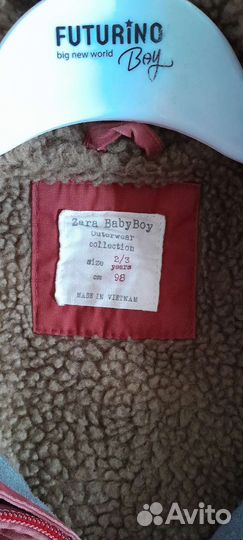 FUTURINO
big new world Boy
Zara BabyBoy
Outerwear
collection
size 2/3
years
cm 98
MADE IN VIETNAM
Avito